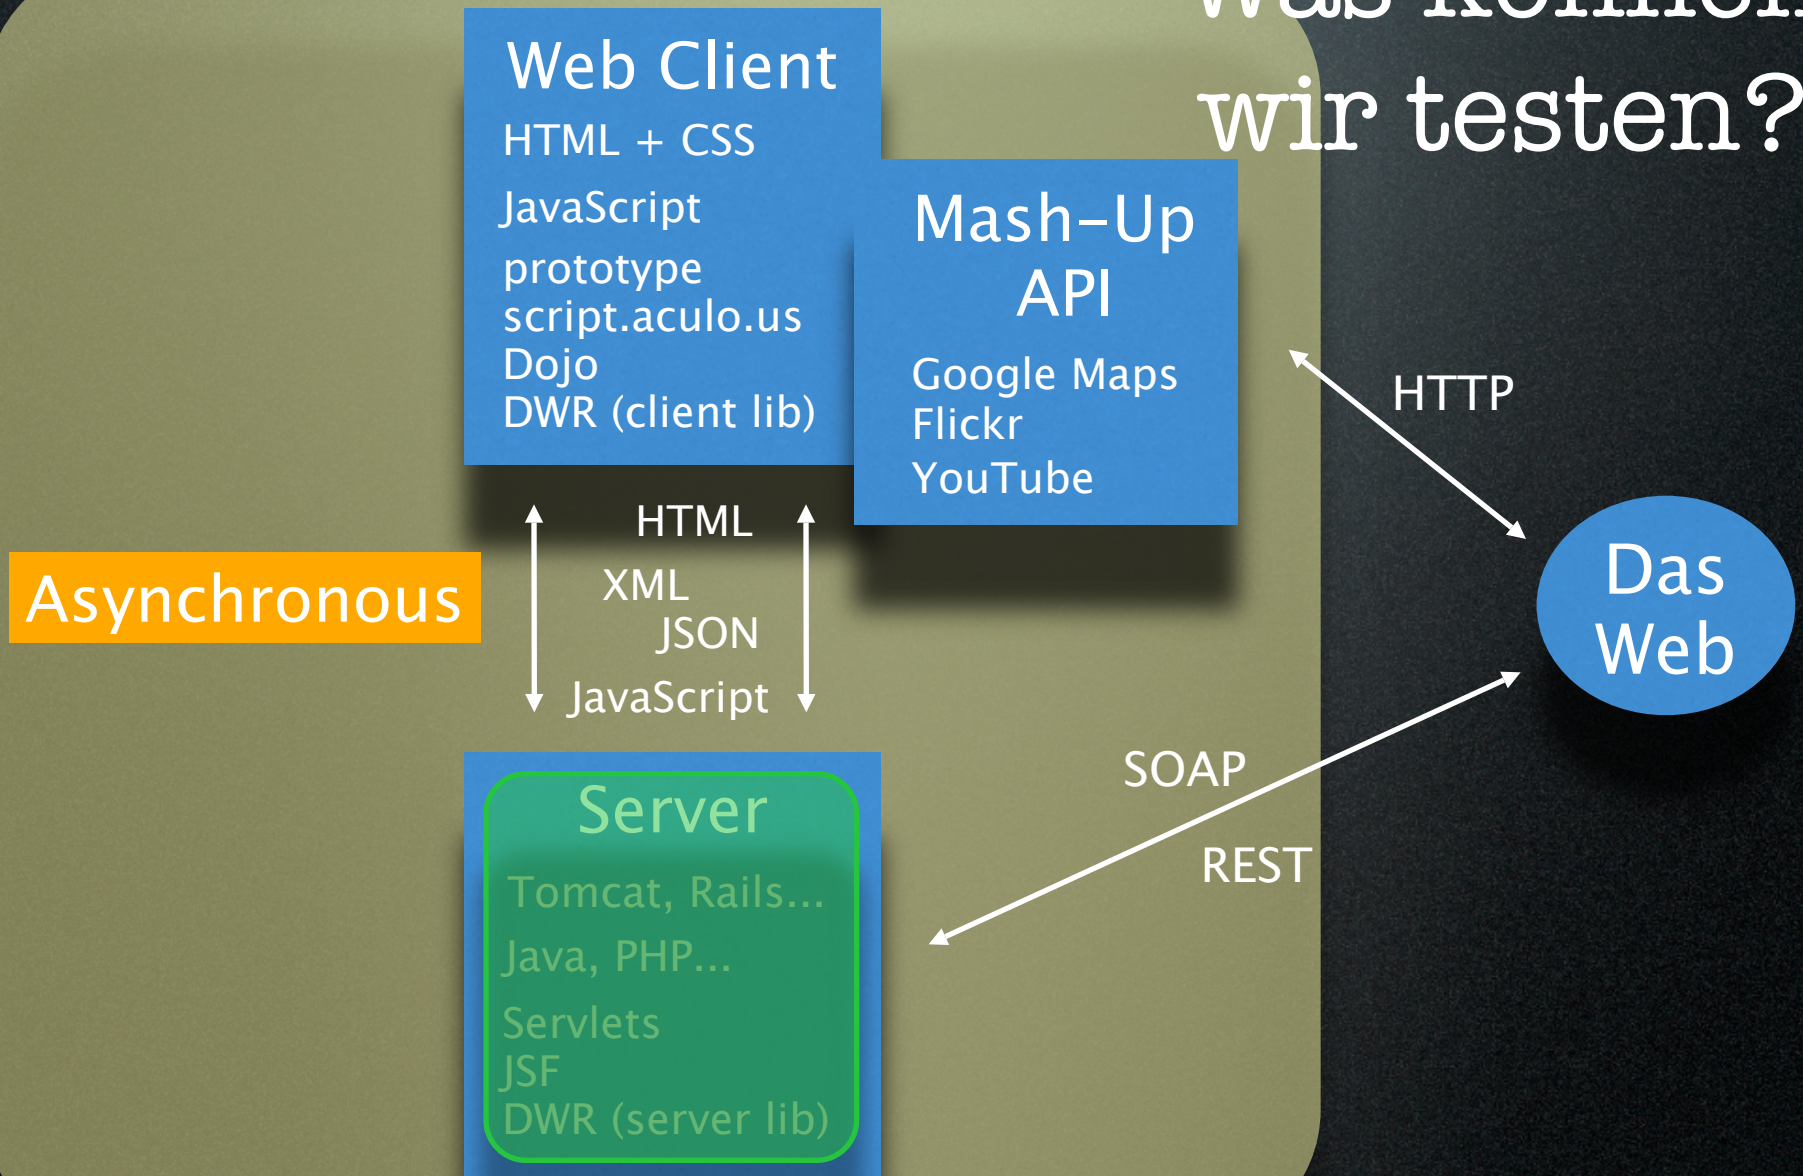 was können
wir testen?
Web Client
HTML + CSS
JavaScript
prototype
script.aculo.us
Dojo
DWR (client lib)
Mash-Up
API
Google Maps
Flickr
YouTube
HTTP
Das
Web
Asynchronous
HTML
XML
JSON
JavaScript
SOAP
REST
Server
Tomcat, Rails...
Java, PHP...
Servlets
JSF
DWR (server lib)